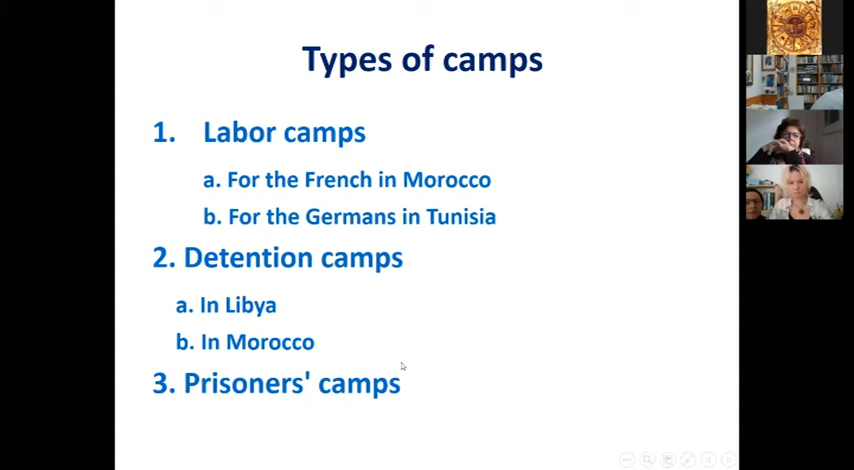 Types of camps
1. Labor camps
a. For the French in Morocco
b. For the Germans in Tunisia
2. Detention camps
a. In Libya
b. In Morocco
3. Prisoners' camps